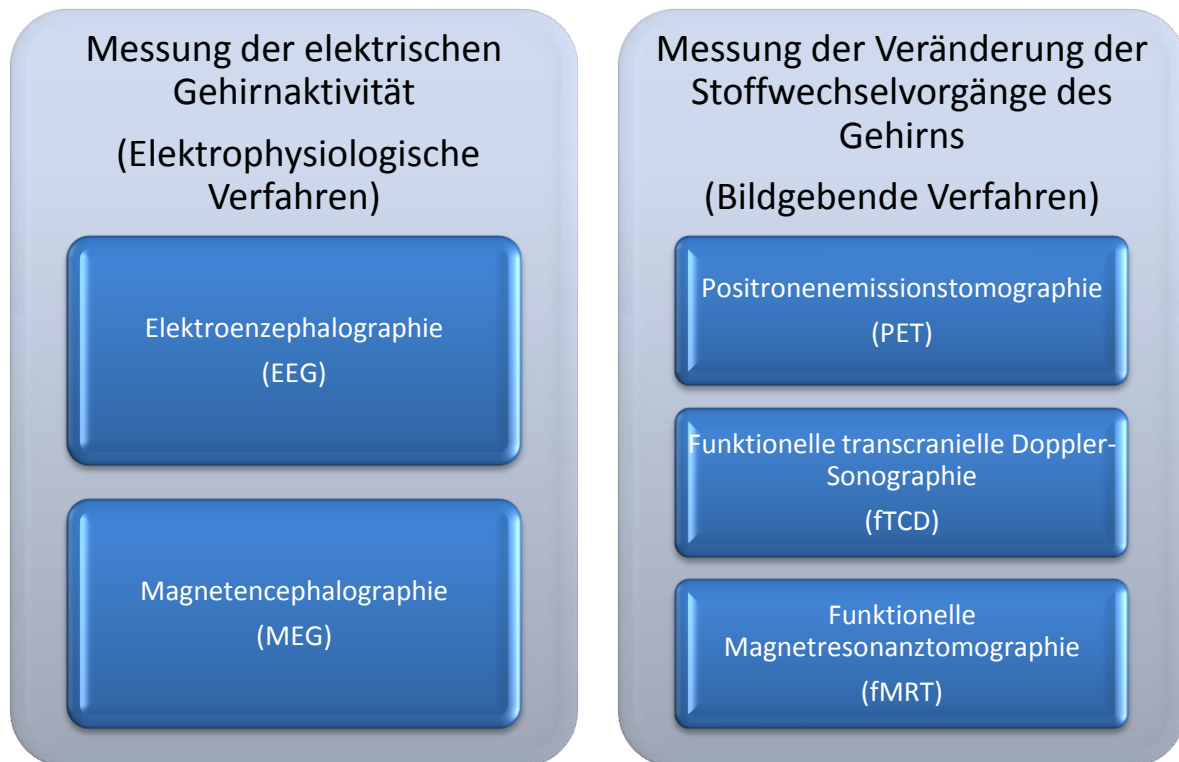 Messung der elektrischen
Gehirnaktivität
(Elektrophysiologische
Verfahren)
Elektroenzephalographie
(EEG)
Magnetencephalographie
(MEG)
Messung der Veränderung der
Stoffwechselvorgänge des
Gehirns
(Bildgebende Verfahren)
Positronenemissionstomographie
(PET)
Funktionelle transcranielle Doppler-
Sonographie
(fTCD)
Funktionelle
Magnetresonanztomographie
(fMRT)